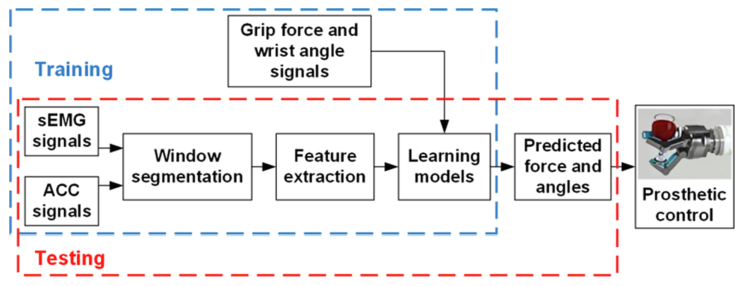 Grip force and
wrist angle
signals
Training
sEMG
signals
Window
segmentation
Feature
extraction
Learning
models
Predicted
force and
angles
ACC
signals
Prosthetic
control
Testing